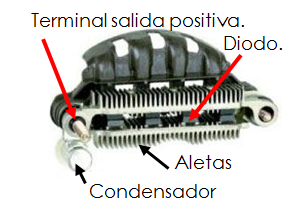 Terminal salida positiva.
Diodo.
Aletas
Condensador